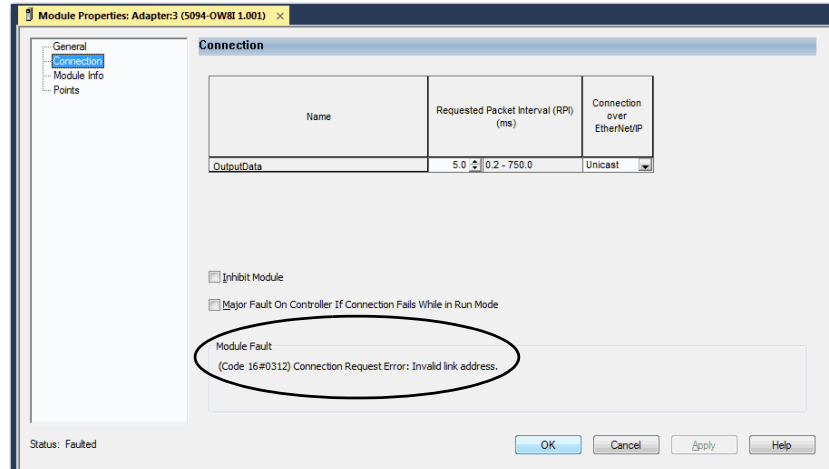 Module Properties: Adapter:3 (5094-OW8I 1.001) ×
General
Connection
Module Info
Points
Connection
Name
Requested Packet Interval (RPI)
(ms)
Connection
over
EtherNet/IP
OutputData
5.0
0.2 - 750.0
Unicast
Inhibit Module
Major Fault On Controller If Connection Fails While in Run Mode
Module Fault
(Code 16#0312) Connection Request Error: Invalid link address.
Status: Faulted
OK
Cancel
Apply
Help